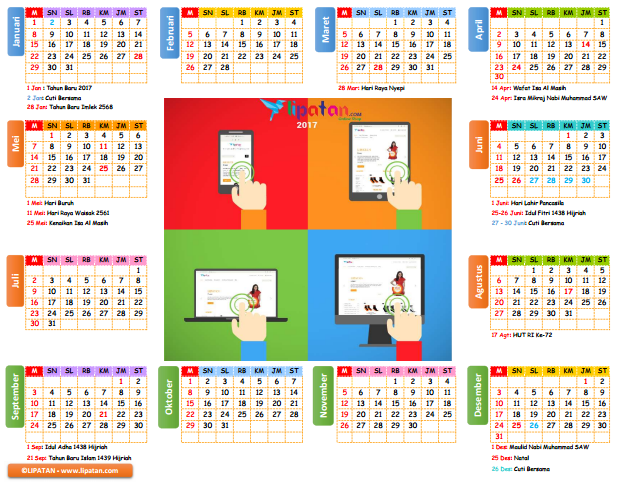 Januari
M SN SL RB KM JM ST
1 2 3 4 5 6 7
8 9 10 11 12 13 14
15 16 17 18 19 20 21
22 23 24 25 26 27 28
29 30 31
1 Jan: Tahun Baru 2017
2 Jan: Cuti Bersama
28 Jan: Tahun Baru Imlek 2568
Februari
M SN SL RB KM JM ST
1 2 3 4
5 6 7 8 9 10 11
12 13 14 15 16 17 18
19 20 21 22 23 24 25
26 27 28
Maret
M SN SL RB KM JM ST
1 2 3 4
5 6 7 8 9 10 11
12 13 14 15 16 17 18
19 20 21 22 23 24 25
26 27 28 29 30 31
28 Mar: Hari Raya Nyepi
April
M SN SL RB KM JM ST
1
2 3 4 5 6 7 8
9 10 11 12 13 14 15
16 17 18 19 20 21 22
23 24 25 26 27 28 29
30
14 Apr: Wafat Isa Al Masih
24 Apr: Isra Mikraj Nabi Muhammad SAW
lipatan.com
2017
Mei
M SN SL RB KM JM ST
1 2 3 4 5 6
7 8 9 10 11 12 13
14 15 16 17 18 19 20
21 22 23 24 25 26 27
28 29 30 31
1 Mei: Hari Buruh
11 Mei: Hari Raya Waisak 2561
25 Mei: Kenaikan Isa Al Masih
Juni
M SN SL RB KM JM ST
1 2 3
4 5 6 7 8 9 10
11 12 13 14 15 16 17
18 19 20 21 22 23 24
25 26 27 28 29 30
1 Juni: Hari Lahir Pancasila
25-26 Juni: Idul Fitri 1438 Hijriah
27 - 30 Juni: Cuti Bersama
Juli
M SN SL RB KM JM ST
1
2 3 4 5 6 7 8
9 10 11 12 13 14 15
16 17 18 19 20 21 22
23 24 25 26 27 28 29
30 31
Agustus
M SN SL RB KM JM ST
1 2 3 4 5
6 7 8 9 10 11 12
13 14 15 16 17 18 19
20 21 22 23 24 25 26
27 28 29 30 31
17 Agt: HUT RI Ke-72
September
M SN SL RB KM JM ST
1 2
3 4 5 6 7 8 9
10 11 12 13 14 15 16
17 18 19 20 21 22 23
24 25 26 27 28 29 30
1 Sep: Idul Adha 1438 Hijriah
21 Sep: Tahun Baru Islam 1439 Hijriah
Oktober
M SN SL RB KM JM ST
1 2 3 4 5 6 7
8 9 10 11 12 13 14
15 16 17 18 19 20 21
22 23 24 25 26 27 28
29 30 31
November
M SN SL RB KM JM ST
1 2 3 4
5 6 7 8 9 10 11
12 13 14 15 16 17 18
19 20 21 22 23 24 25
26 27 28 29 30
Desember
M SN SL RB KM JM ST
1 2
3 4 5 6 7 8 9
10 11 12 13 14 15 16
17 18 19 20 21 22 23
24 25 26 27 28 29 30
31
1 Des: Maulid Nabi Muhammad SAW
25 Des: Natal
26 Des: Cuti Bersama
©LIPATAN - www.lipatan.com